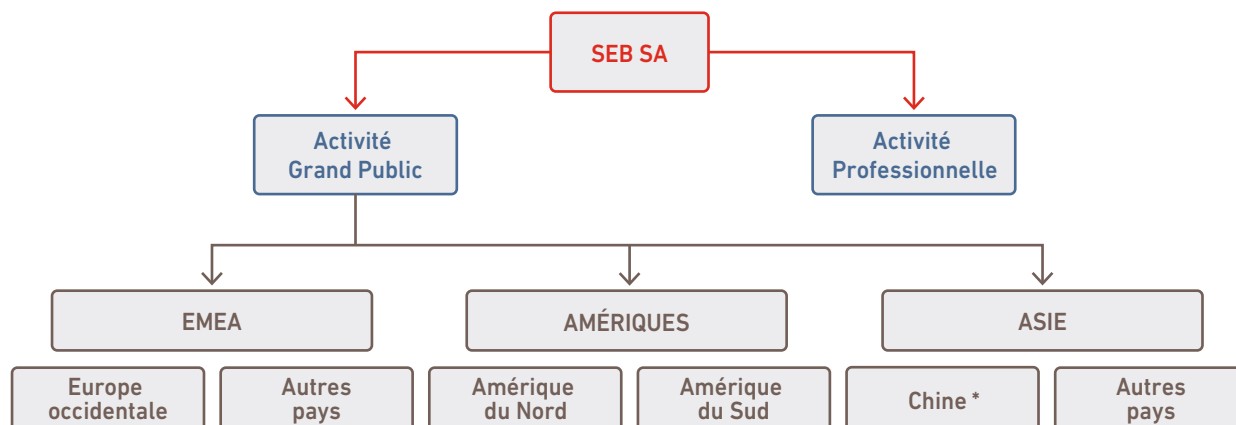 SEB SA
Activité
Grand Public
Activité
Professionnelle
EMEA
AMÉRIQUES
ASIE
Europe
occidentale
Autres
pays
Amérique
du Nord
Amérique
du Sud
Chine *
Autres
pays